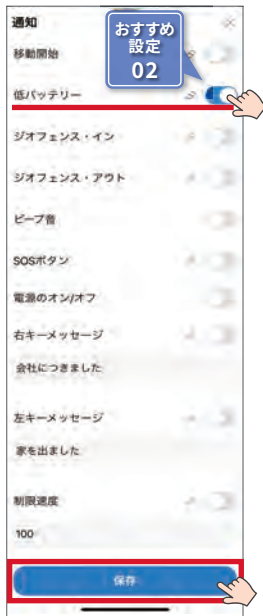 通知
おすすめ
設定
02
移動開始
低バッテリー
ジオフェンス・イン
ジオフェンス・アウト
ビープ音
SOSボタン
電源のオン/オフ
右キーメッセージ
会社につきました
左キーメッセージ
家を出ました
制限速度
100
保存